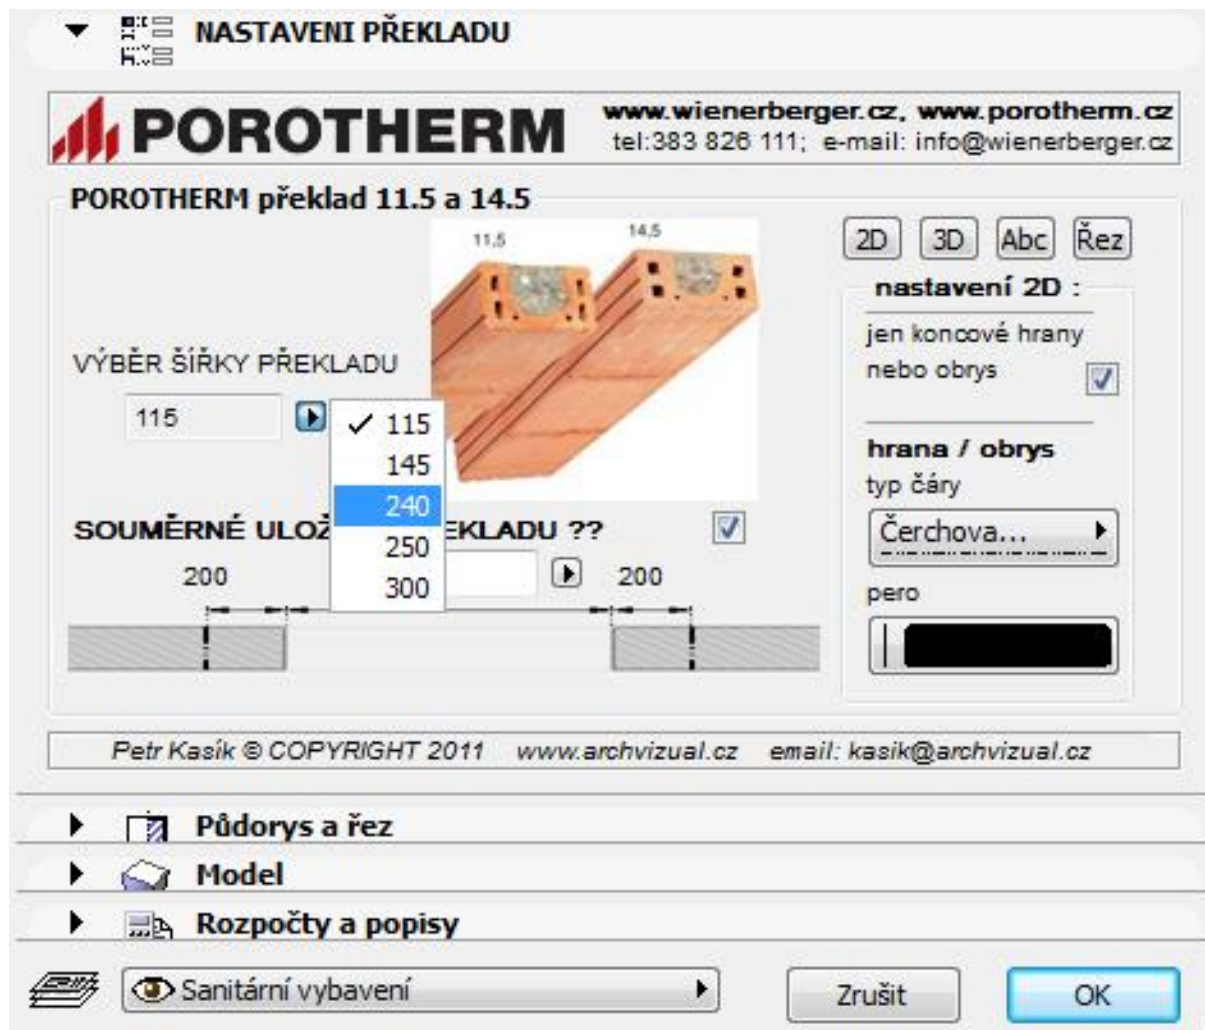 NASTAVENI PŘEKLADU
POROTHERM
www.wienerberger.cz, www.porotherm.cz
tel:383 826 111; e-mail: info@wienerberger.cz
POROTHERM překlad 11.5 a 14.5
11,5
14,5
2D
3D
Abc
Řez
nastavení 2D :
jen koncové hrany
nebo obrys
VÝBĚR ŠÍŘKY PŘEKLADU
115
115
145
240
250
300
hrana / obrys
typ čáry
Čerchova...
pero
SOUMĚRNÉ ULOŽ EKLADU ??
200
200
Petr Kasík © COPYRIGHT 2011 www.archvizual.cz email: kasik@archvizual.cz
Půdorys a řez
Model
Rozpočty a popisy
Sanitární vybavení
Zrušit
OK